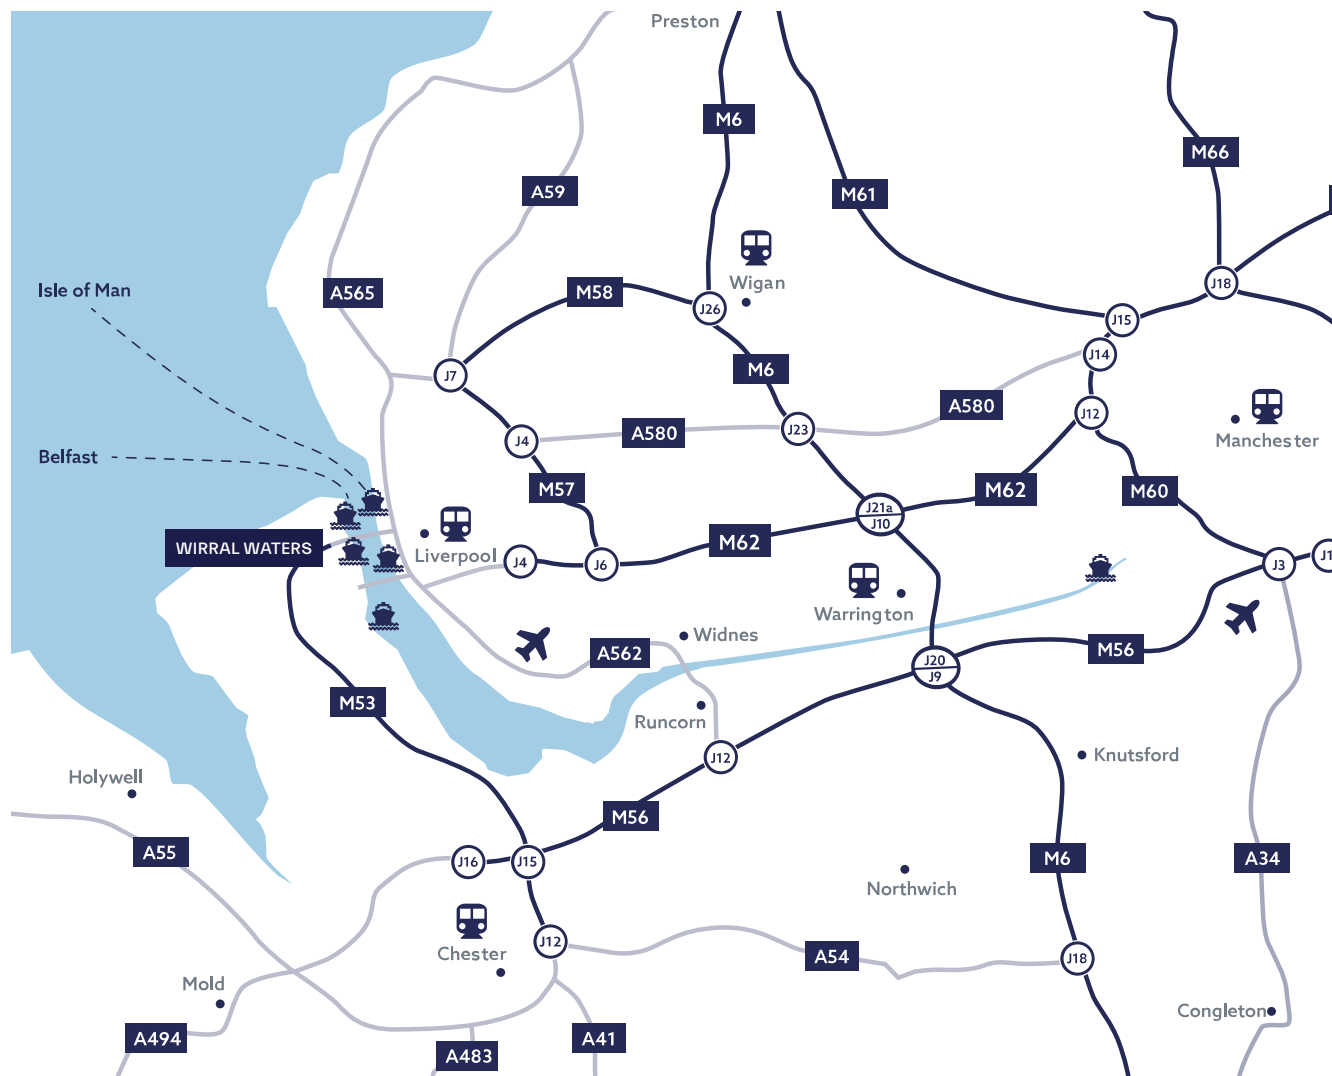 Preston
M6
M66
A59
M61
Wigan
J18
Isle of Man
A565
M58
J26
J15
J14
M6
J7
A580
J12
A580
J23
J4
Manchester
Belfast
M57
M62
M60
J21a
J10
WIRRAL WATERS
Liverpool
M62
J4
J6
J3
J1
Warrington
Widnes
A562
M56
J20
J9
M53
Runcorn
J12
Knutsford
Holywell
M56
A55
J16
J15
M6
A34
Northwich
Chester
J12
A54
J18
Mold
Congleton
A494
A483
A41